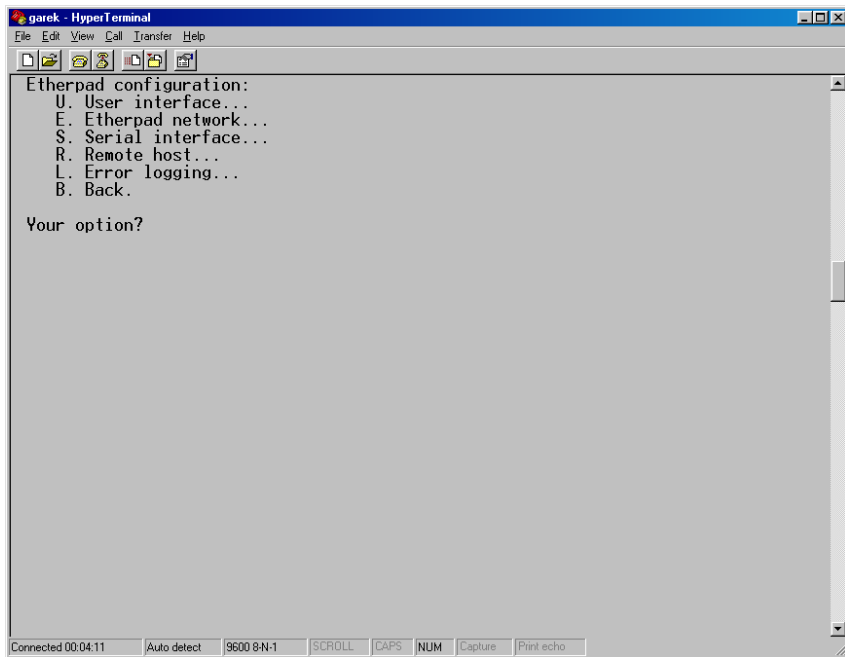 garek - HyperTerminal
File Edit View Call Transfer Help
Etherpad configuration:
U. User interface...
E. Etherpad network...
S. Serial interface...
R. Remote host...
L. Error logging...
B. Back.
Your option?
Connected 00:04:11 Auto detect 9600 8-N-1 SCROLL CAPS NUM Capture Print echo